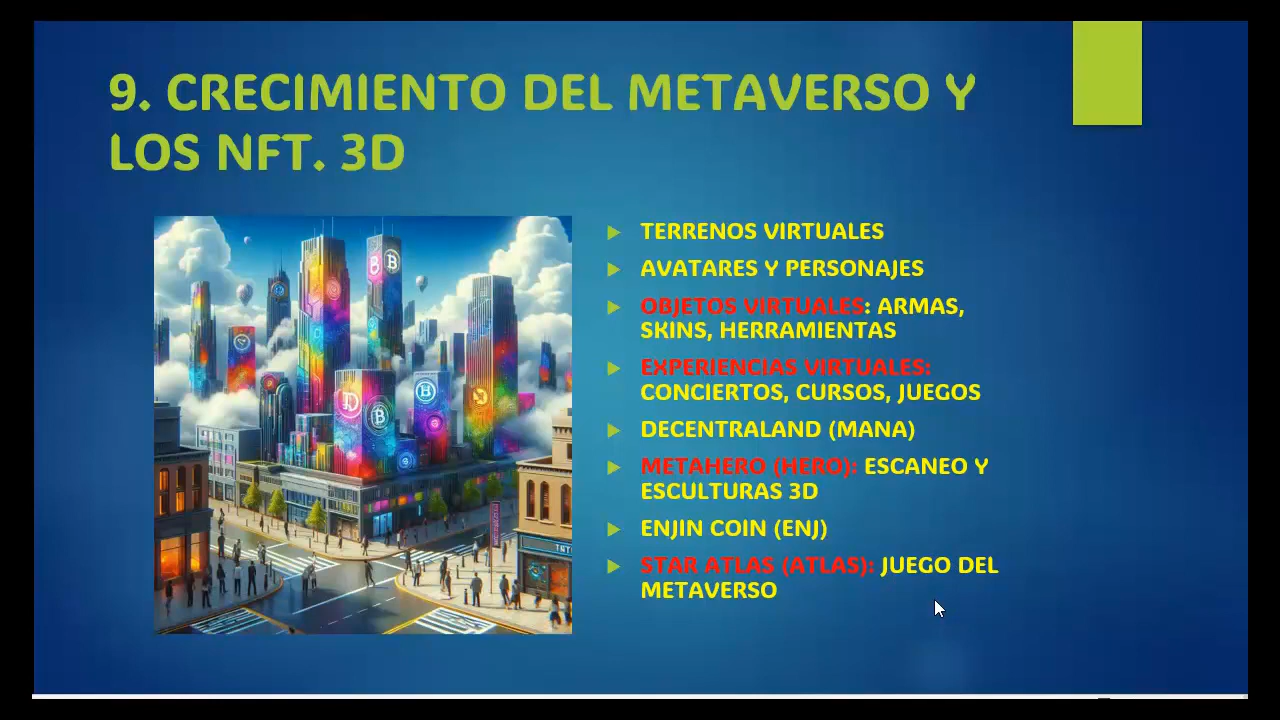 9. CRECIMIENTO DEL METAVERSO Y
LOS NFT. 3D
TERRENOS VIRTUALES
AVATARES Y PERSONAJES
OBJETOS VIRTUALES: ARMAS,
SKINS, HERRAMIENTAS
EXPERIENCIAS VIRTUALES:
CONCIERTOS, CURSOS, JUEGOS
DECENTRALAND (MANA)
METAHERO (HERO): ESCANEO Y
ESCULTURAS 3D
ENJIN COIN (ENJ)
STAR ATLAS (ATLAS): JUEGO DEL
METAVERSO